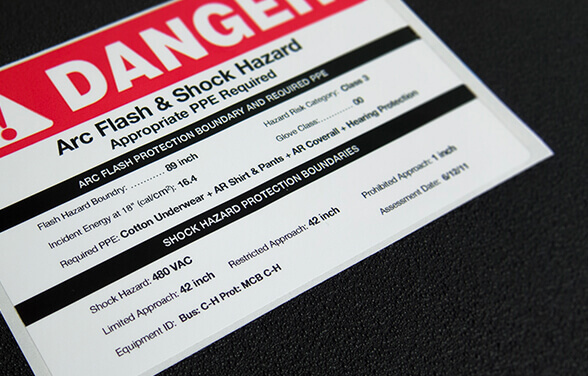 DANGER
Arc Flash & Shock Hazard
Appropriate PPE Required
ARC FLASH PROTECTION BOUNDARY AND REQUIRED PPE
Flash Hazard Boundry: .......... 89 inch Hazard Risk Category: Class 3
Incident Energy at 18" (cal/cm²): 16.4 Glove Class:............ 00
Required PPE: Cotton Underwear + AR Shirt & Pants + AR Coverall + Hearing Protection
SHOCK HAZARD PROTECTION BOUNDARIES
Shock Hazard: 480 VAC
Limited Approach: 42 inch Restricted Approach: 42 inch Prohibited Approach: 1 inch
Equipment ID: Bus: C-H Prot: MCB C-H Assessment Date: 6/12/11